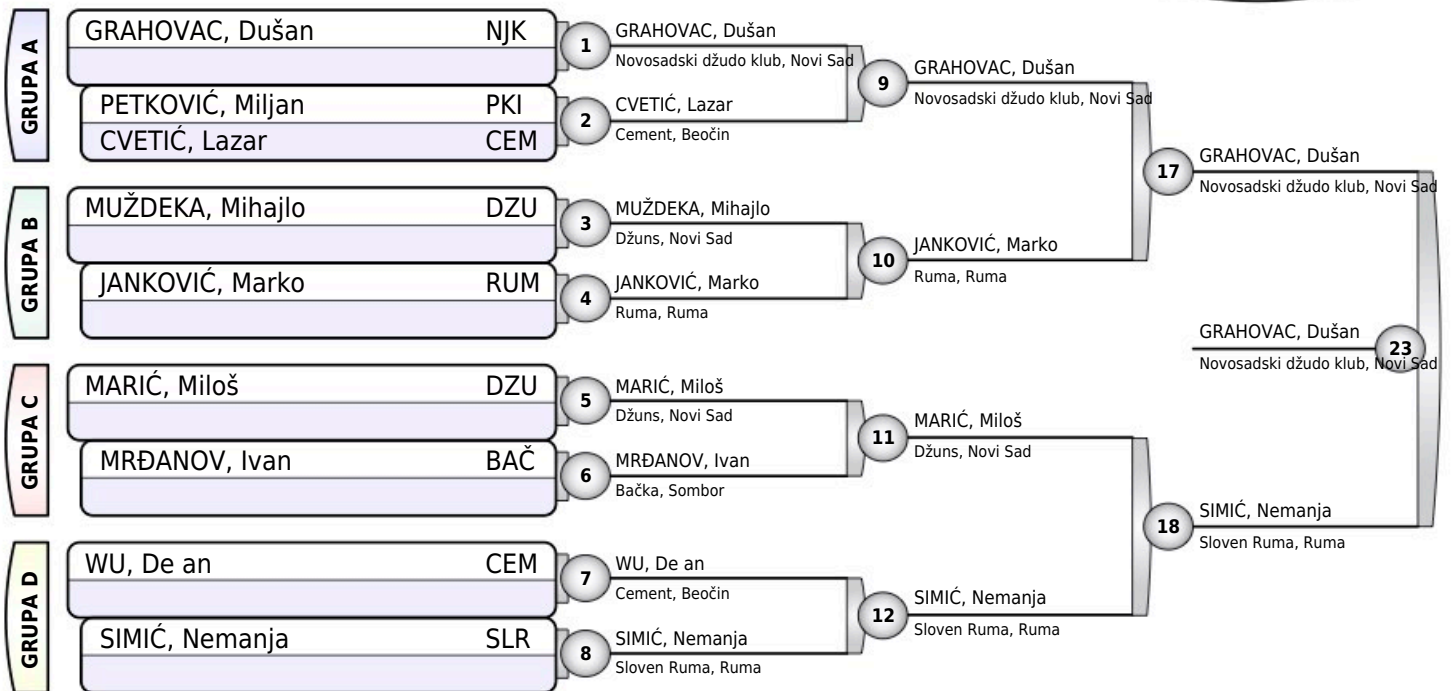 GRUPA A
GRAHOVAC, Dušan NJK
PETKOVIĆ, Miljan PKI
CVETIĆ, Lazar CEM
GRUPA B
MUŽDEKA, Mihajlo DZU
JANKOVIĆ, Marko RUM
GRUPA C
MARIĆ, Miloš DZU
MRĐANOV, Ivan BAČ
GRUPA D
WU, De an CEM
SIMIĆ, Nemanja SLR
1
GRAHOVAC, Dušan
Novosadski džudo klub, Novi Sad
2
CVETIĆ, Lazar
Cement, Beočin
3
MUŽDEKA, Mihajlo
Džuns, Novi Sad
4
JANKOVIĆ, Marko
Ruma, Ruma
5
MARIĆ, Miloš
Džuns, Novi Sad
6
MRĐANOV, Ivan
Bačka, Sombor
7
WU, De an
Cement, Beočin
8
SIMIĆ, Nemanja
Sloven Ruma, Ruma
9
GRAHOVAC, Dušan
Novosadski džudo klub, Novi Sad
10
JANKOVIĆ, Marko
Ruma, Ruma
11
MARIĆ, Miloš
Džuns, Novi Sad
12
SIMIĆ, Nemanja
Sloven Ruma, Ruma
17
GRAHOVAC, Dušan
Novosadski džudo klub, Novi Sad
18
SIMIĆ, Nemanja
Sloven Ruma, Ruma
GRAHOVAC, Dušan
23
Novosadski džudo klub, Novi Sad